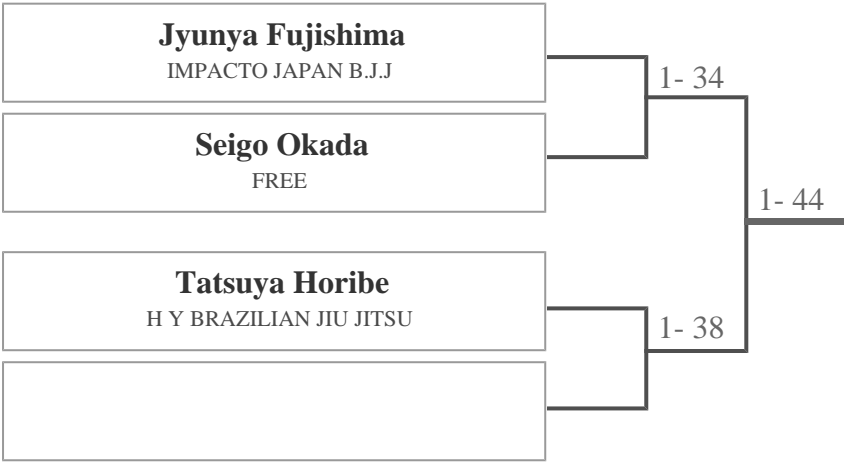 Jyunya Fujishima
IMPACTO JAPAN B.J.J
1- 34
Seigo Okada
FREE
1- 44
Tatsuya Horibe
H Y BRAZILIAN JIU JITSU
1- 38